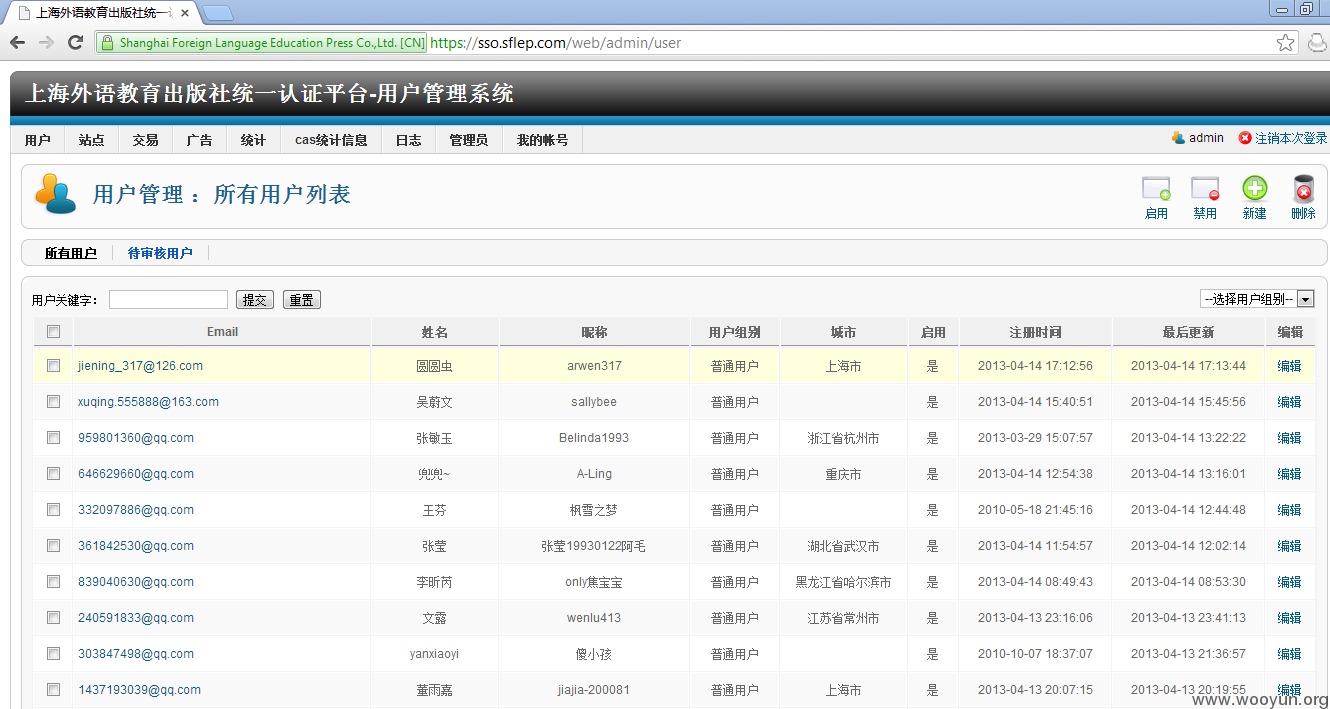 上海外语教育出版社统一
Shanghai Foreign Language Education Press Co.,Ltd. [CN] https://sso.sflep.com/web/admin/user
上海外语教育出版社统一认证平台-用户管理系统
用户 站点 交易 广告 统计 cas统计信息 日志 管理员 我的帐号 admin 注销本次登录
用户管理 ： 所有用户列表
启用 禁用 新建 删除
所有用户 待审核用户
用户关键字： 提交 重置 --选择用户组别--
Email 姓名 昵称 用户组别 城市 启用 注册时间 最后更新 编辑
jiening_317@126.com 圆圆虫 arwen317 普通用户 上海市 是 2013-04-14 17:12:56 2013-04-14 17:13:44 编辑
xuqing.555888@163.com 吴蔚文 sallybee 普通用户 是 2013-04-14 15:40:51 2013-04-14 15:45:56 编辑
959801360@qq.com 张敏玉 Belinda1993 普通用户 浙江省杭州市 是 2013-03-29 15:07:57 2013-04-14 13:22:22 编辑
646629660@qq.com 兜兜~ A-Ling 普通用户 重庆市 是 2013-04-14 12:54:38 2013-04-14 13:16:01 编辑
332097886@qq.com 王芬 枫雪之梦 普通用户 是 2010-05-18 21:45:16 2013-04-14 12:44:48 编辑
361842530@qq.com 张莹 张莹19930122阿毛 普通用户 湖北省武汉市 是 2013-04-14 11:54:57 2013-04-14 12:02:14 编辑
839040630@qq.com 李昕芮 only焦宝宝 普通用户 黑龙江省哈尔滨市 是 2013-04-14 08:49:43 2013-04-14 08:53:30 编辑
240591833@qq.com 文露 wenlu413 普通用户 江苏省常州市 是 2013-04-13 23:16:06 2013-04-13 23:41:13 编辑
303847498@qq.com yanxiaoyi 傻小孩 普通用户 是 2010-10-07 18:37:07 2013-04-13 21:36:57 编辑
1437193039@qq.com 董雨嘉 jiajia-200081 普通用户 上海市 是 2013-04-13 20:07:15 2013-04-13 20:19:55 编辑
www.wooyun.org